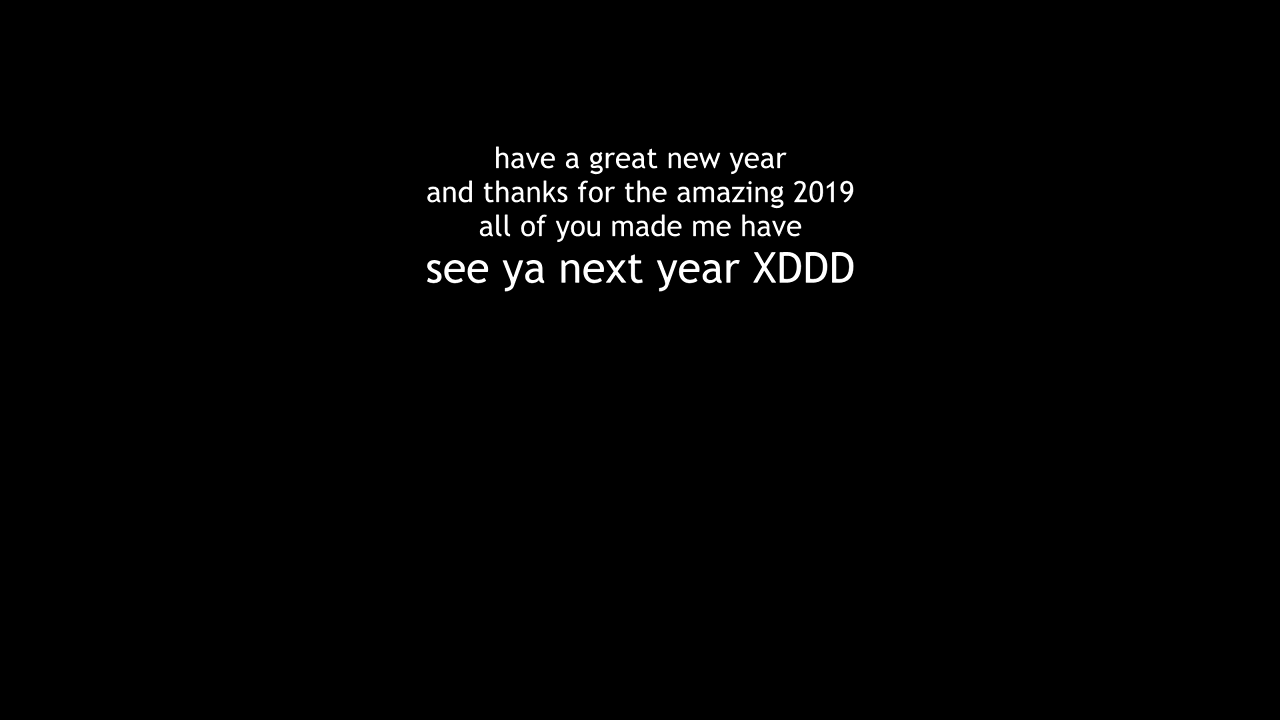 have a great new year
and thanks for the amazing 2019
all of you made me have
see ya next year XDDD